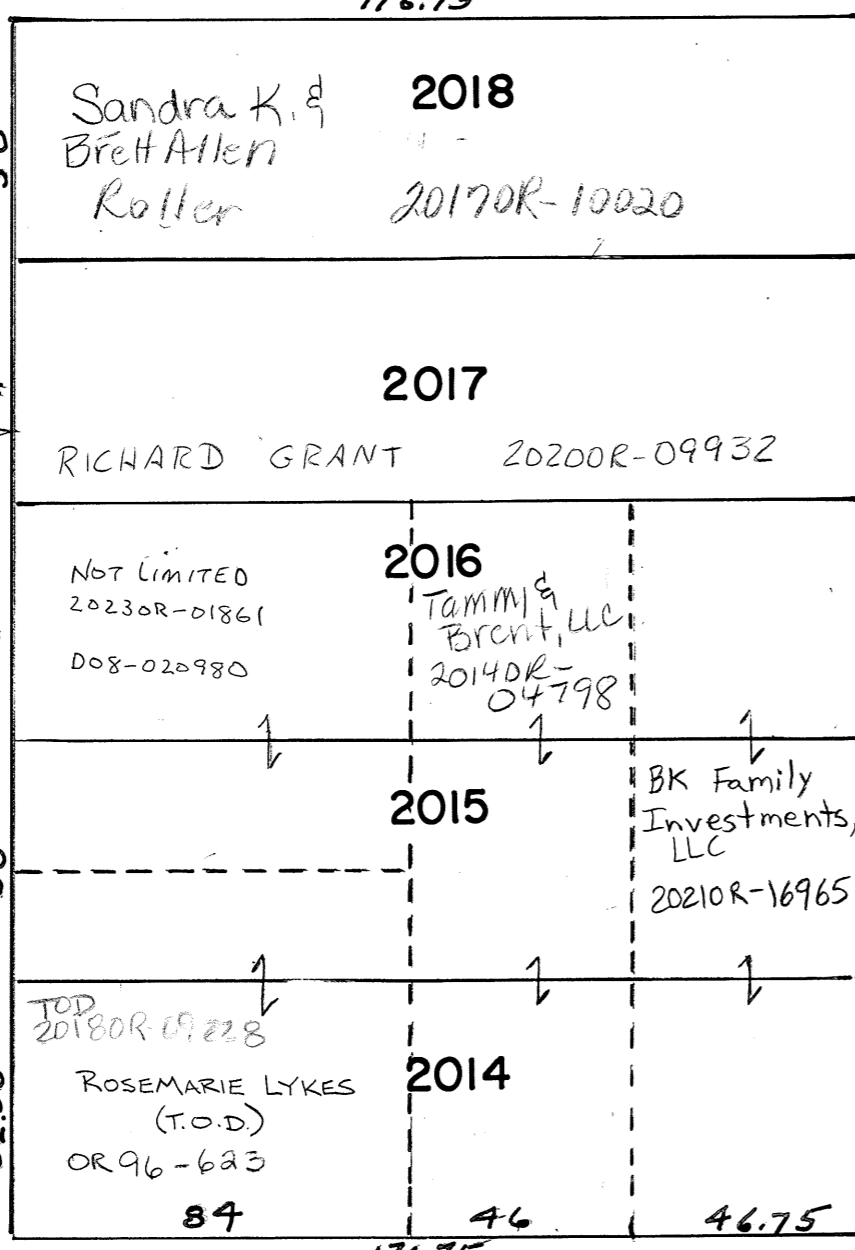 Sandra K. &
Brett Allen
Roller
2018
2017OR-10020
2017
RICHARD GRANT 2020OR-09932
2016
NOT LIMITED
2023OR-01861
D08-020980
Tammi &
Brent, LLC
2014OR-
04798
2015
BK Family
Investments,
LLC
2021OR-16965
TOD
2018OR-09228
ROSEMARIE LYKES
(T.O.D.)
OR 96-623
2014
84 46 46.75